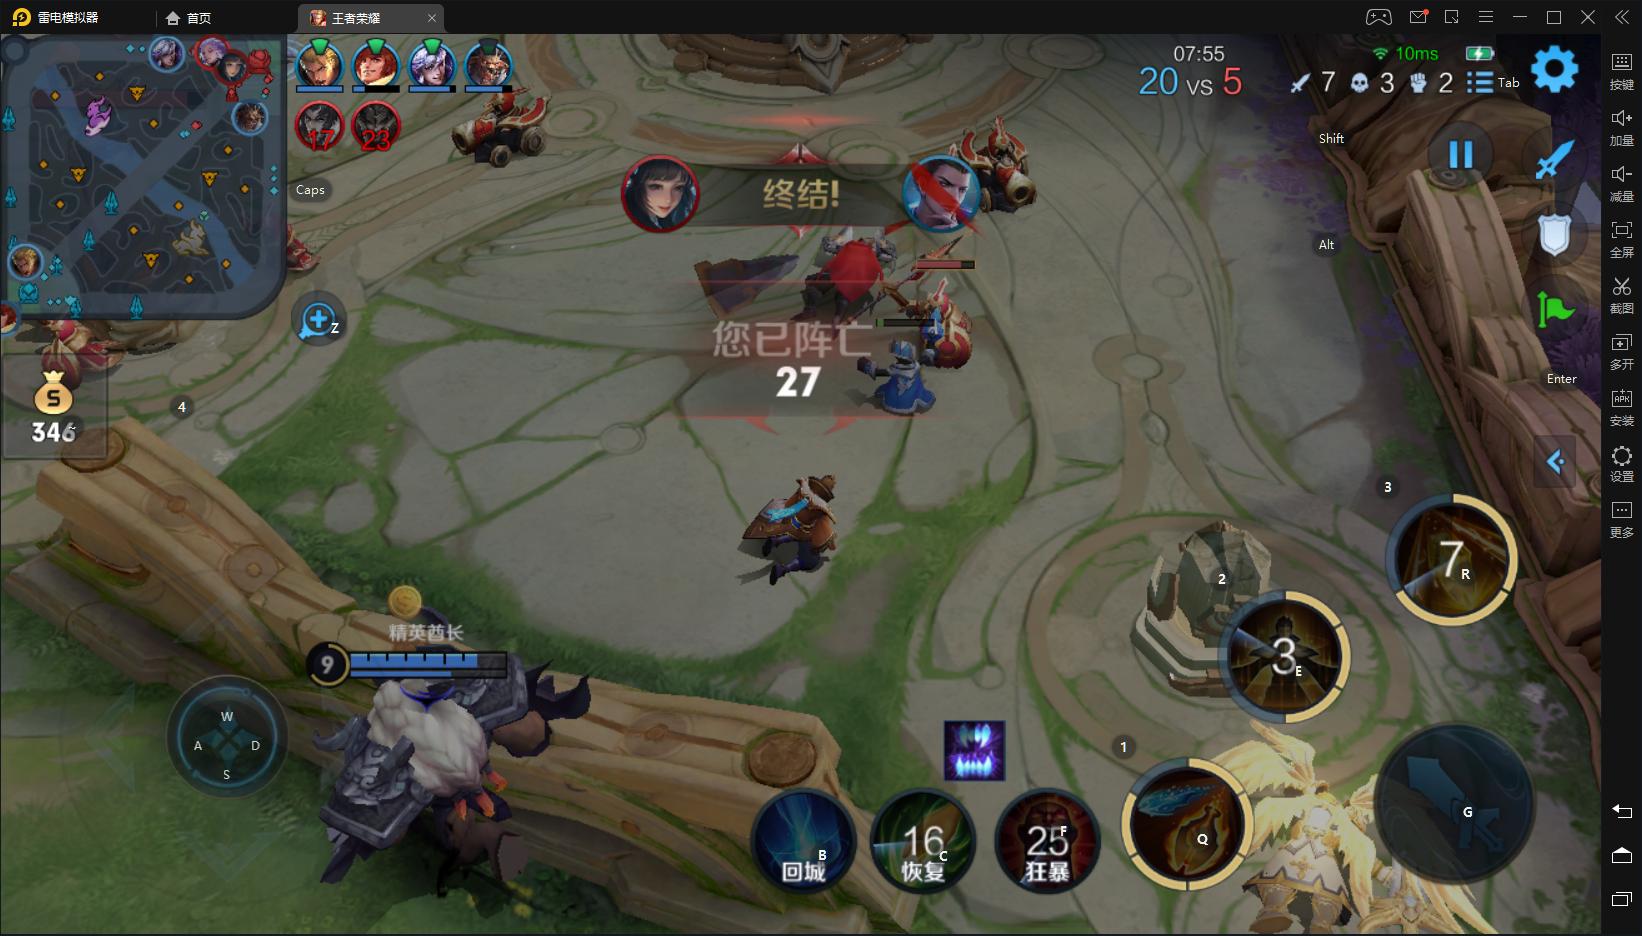 雷电模拟器
首页
王者荣耀
07:55
20 vs 5
10ms
7
3
2
Tab
17
23
Shift
Caps
Alt
终结!
Z
您已阵亡
27
346
4
Enter
3
7
R
2
3
E
9
精英酋长
W
A
D
S
1
回城
B
16
恢复
C
25
狂暴
F
Q
G
按键
加量
减量
全屏
截图
多开
APK
安装
设置
更多